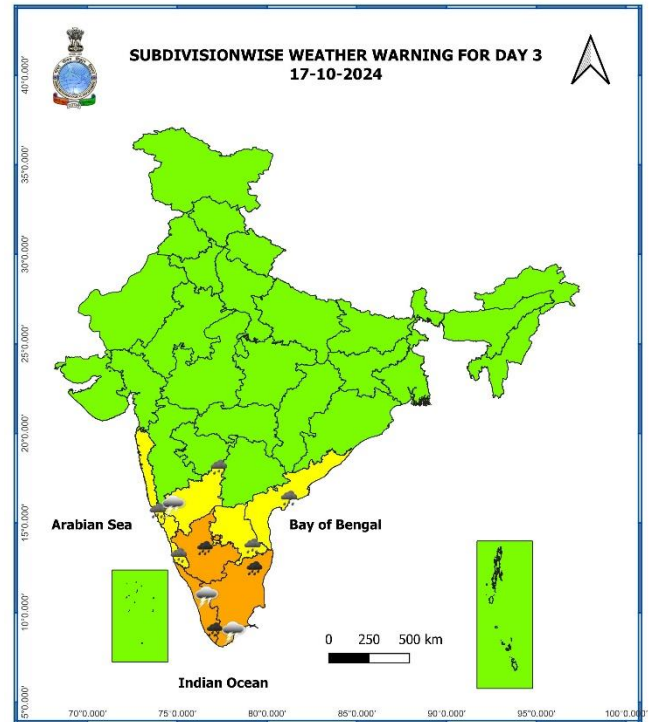 SUBDIVISIONWISE WEATHER WARNING FOR DAY 3
17-10-2024
40°0.000'
35°0.000'
30°0.000'
25°0.000'
20°0.000'
15°0.000'
10°0.000'
5°0.000'
Arabian Sea
Bay of Bengal
0 250 500 km
Indian Ocean
70°0.000' 75°0.000' 80°0.000' 85°0.000' 90°0.000' 95°0.000' 100°0.000'